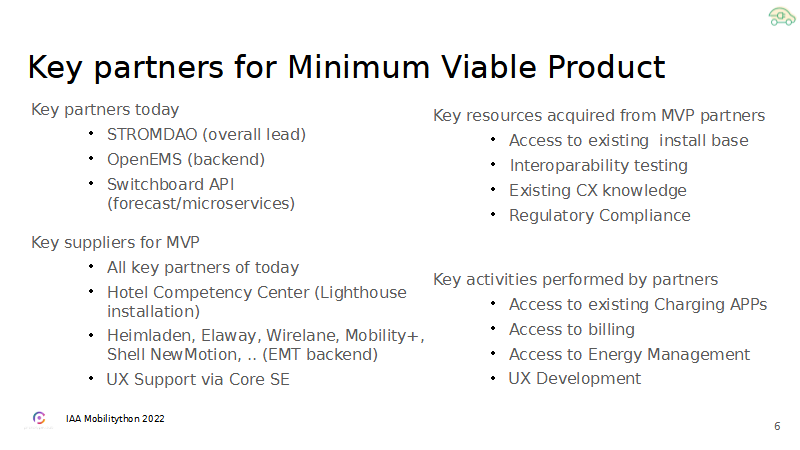 Key partners for Minimum Viable Product
Key partners today
• STROMDAO (overall lead)
• OpenEMS (backend)
• Switchboard API
(forecast/microservices)
Key suppliers for MVP
• All key partners of today
• Hotel Competency Center (Lighthouse
installation)
• Heimladen, Elaway, Wirelane, Mobility+,
Shell NewMotion, .. (EMT backend)
• UX Support via Core SE
Key resources acquired from MVP partners
• Access to existing  install base
• Interoparability testing
• Existing CX knowledge
• Regulatory Compliance
Key activities performed by partners
• Access to existing Charging APPs
• Access to billing
• Access to Energy Management
• UX Development
IAA Mobilitython 2022
6